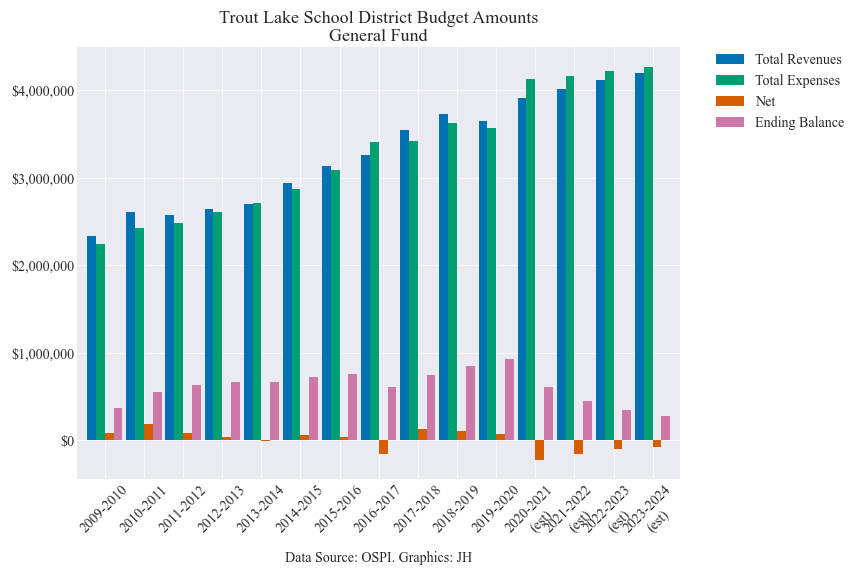 Trout Lake School District Budget Amounts
General Fund
Total Revenues
Total Expenses
Net
Ending Balance
$4,000,000
$3,000,000
$2,000,000
$1,000,000
$0
2009-2010
2010-2011
2011-2012
2012-2013
2013-2014
2014-2015
2015-2016
2016-2017
2017-2018
2018-2019
2019-2020
2020-2021
(est)
2021-2022
(est)
2022-2023
(est)
2023-2024
(est)
Data Source: OSPI. Graphics: JH